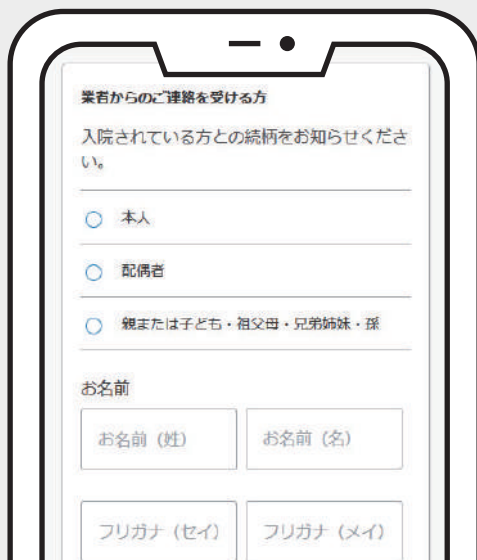 業者からのご連絡を受ける方
入院されている方との続柄をお知らせくださ
い。
本人
配偶者
親または子ども・祖父母・兄弟姉妹・孫
お名前
お名前（姓）
お名前（名）
フリガナ（セイ）
フリガナ（メイ）